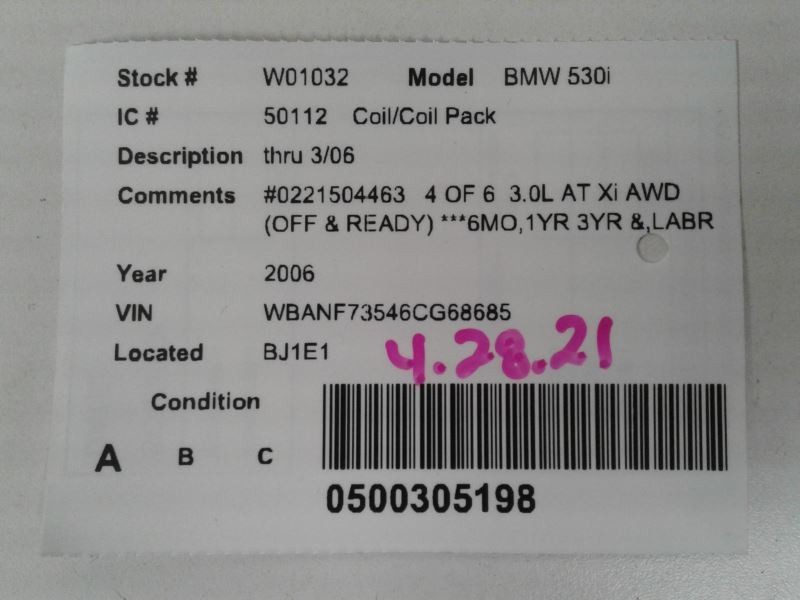 Stock # W01032 Model BMW 530i
IC # 50112 Coil/Coil Pack
Description thru 3/06
Comments #0221504463 4 OF 6 3.0L AT Xi AWD
(OFF & READY) ***6MO,1YR 3YR &,LABR
Year 2006
VIN WBANF73546CG68685
Located BJ1E1 4.28.21
Condition
A B C
0500305198